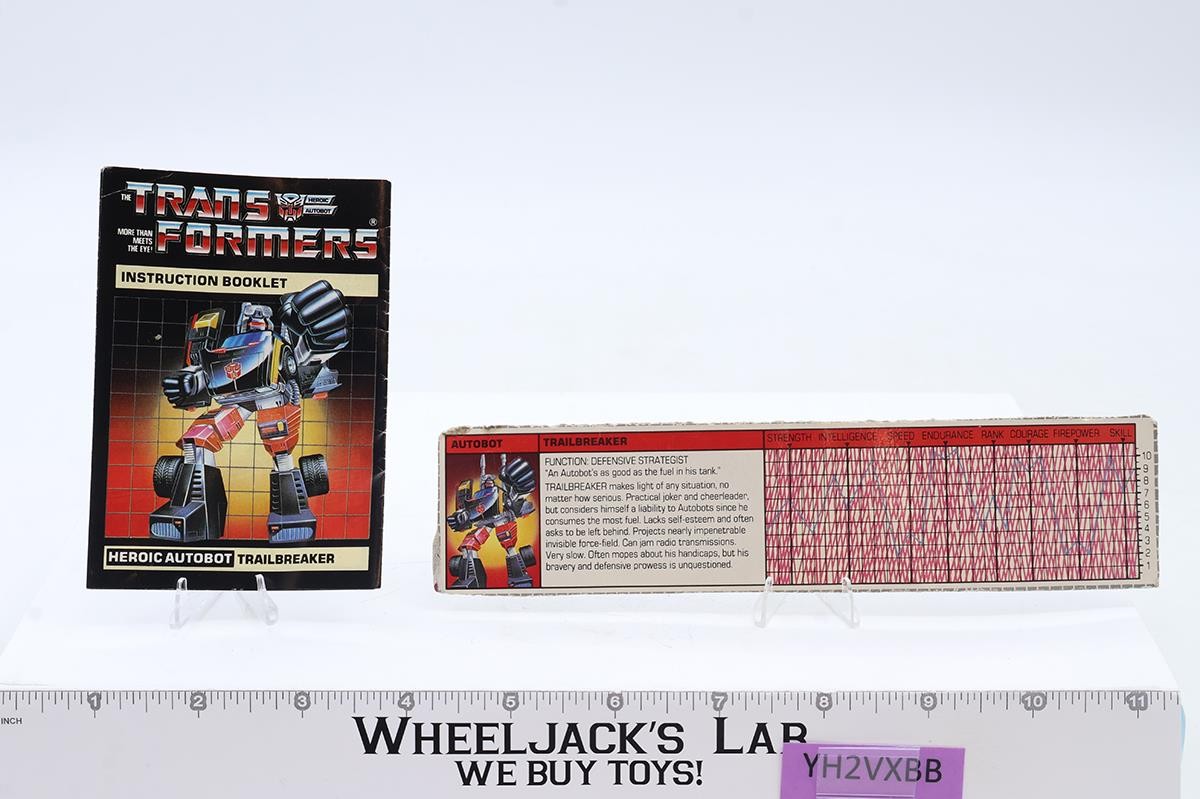 THE TRANS HEROIC AUTOBOT
MORE THAN MEETS THE EYE! FORMERS ®
INSTRUCTION BOOKLET
HEROIC AUTOBOT TRAILBREAKER
AUTOBOT TRAILBREAKER STRENGTH INTELLIGENCE SPEED ENDURANCE RANK COURAGE FIREPOWER SKILL
FUNCTION: DEFENSIVE STRATEGIST
"An Autobot's as good as the fuel in his tank."
TRAILBREAKER makes light of any situation, no
matter how serious. Practical joker and cheerleader,
but considers himself a liability to Autobots since he
consumes the most fuel. Lacks self-esteem and often
asks to be left behind. Projects nearly impenetrable
invisible force-field. Can jam radio transmissions.
Very slow. Often mopes about his handicaps, but his
bravery and defensive prowess is unquestioned.
10
9
8
7
6
5
4
3
2
1
1 2 3 4 5 6 7 8 9 10 11
INCH
WHEELJACK'S LAB
WE BUY TOYS!
YH2VXBB